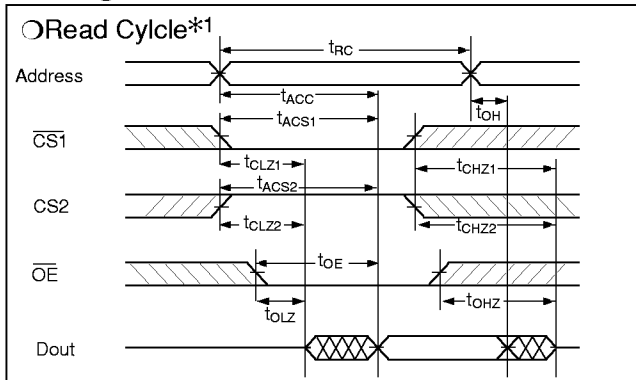 ○Read Cylcle*1
tRC
Address
tACC
tOH
tACS1
CS1
tCLZ1
tCHZ1
tACS2
CS2
tCLZ2
tCHZ2
tOE
OE
tOLZ
tOHZ
Dout